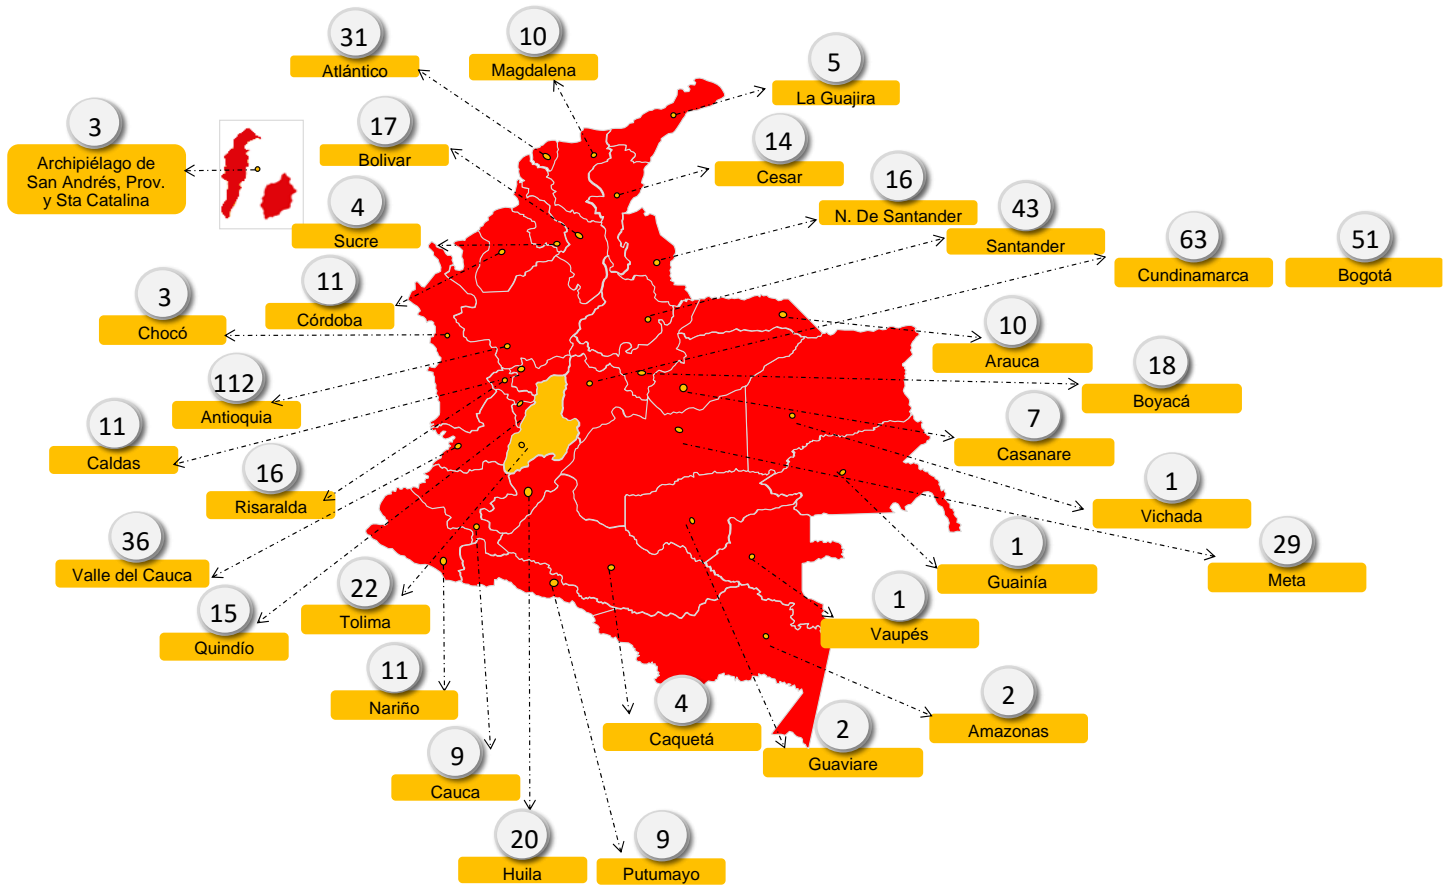 31
Atlántico
10
Magdalena
5
La Guajira
3
Archipiélago de
San Andrés, Prov.
y Sta Catalina
17
Bolivar
14
Cesar
4
Sucre
16
N. De Santander
43
Santander
63
Cundinamarca
51
Bogotá
3
Chocó
11
Córdoba
10
Arauca
112
Antioquia
18
Boyacá
11
Caldas
7
Casanare
16
Risaralda
1
Vichada
36
Valle del Cauca
1
Guainía
29
Meta
15
Quindío
22
Tolima
1
Vaupés
11
Nariño
4
Caquetá
2
Guaviare
2
Amazonas
9
Cauca
20
Huila
9
Putumayo